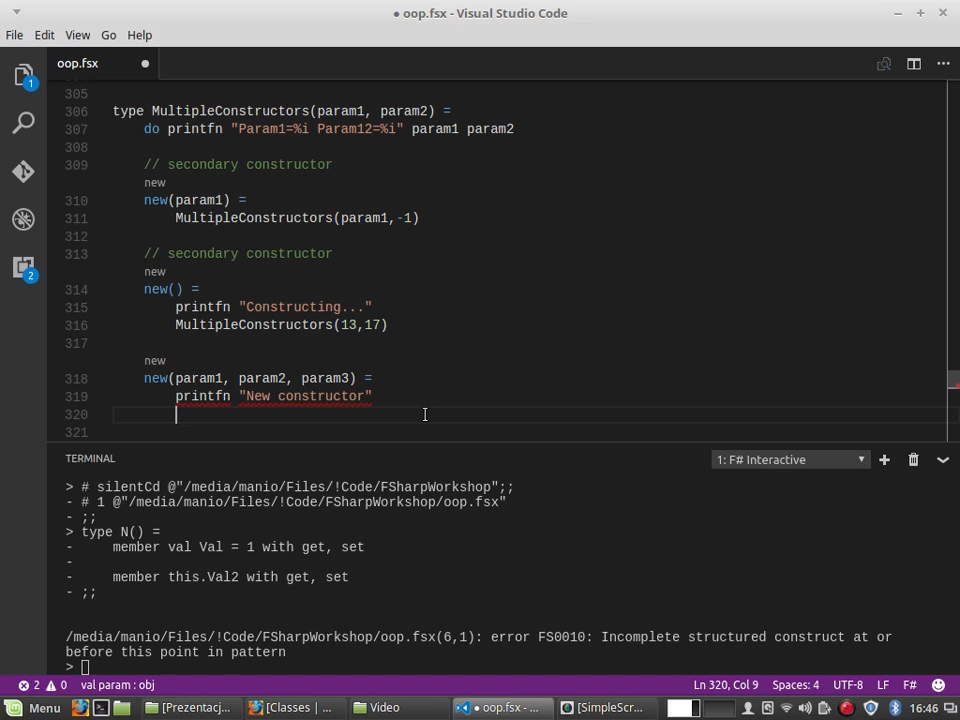 ● oop.fsx - Visual Studio Code
File Edit View Go Help
1
oop.fsx
305
306 type MultipleConstructors(param1, param2) =
307 do printfn "Param1=%i Param12=%i" param1 param2
308
309 // secondary constructor
new
310 new(param1) =
311 MultipleConstructors(param1,-1)
312
313 // secondary constructor
new
314 new() =
315 printfn "Constructing..."
316 MultipleConstructors(13,17)
317
new
318 new(param1, param2, param3) =
319 printfn "New constructor"
320
321
2
TERMINAL
1: F# Interactive
> # silentCd @"/media/manio/Files/!Code/FSharpWorkshop";;
- # 1 @"/media/manio/Files/!Code/FSharpWorkshop/oop.fsx"
- ;;
> type N() =
- member val Val = 1 with get, set
-
- member this.Val2 with get, set
- ;;
/media/manio/Files/!Code/FSharpWorkshop/oop.fsx(6,1): error FS0010: Incomplete structured construct at or
before this point in pattern
>
2 0 val param : obj Ln 320, Col 9 Spaces: 4 UTF-8 LF F#
Menu [Prezentacj... [Classes | ... Video ● oop.fsx - ... [SimpleScr... 16:46